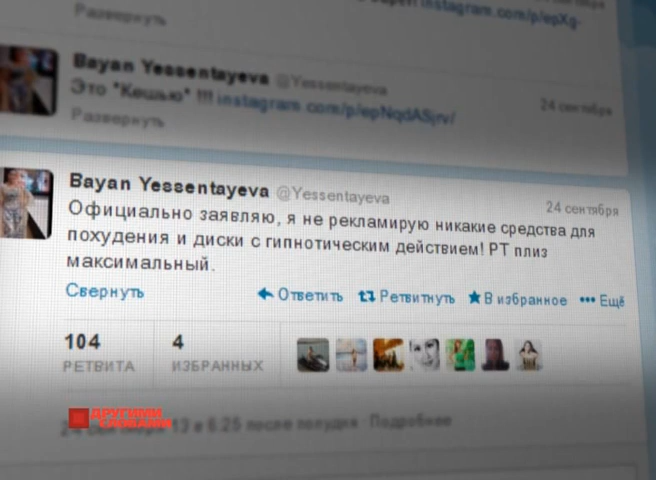 instagram.com/p/epXg-
Развернуть
Bayan Yessentayeva @Yessentayeva
24 сентября
Это "Кешью" !!! instagram.com/p/epNqdASjrv/
Развернуть
Bayan Yessentayeva @Yessentayeva
24 сентября
Официально заявляю, я не рекламирую никакие средства для
похудения и диски с гипнотическим действием! РТ плиз
максимальный.
Свернуть
Ответить Ретвитнуть В избранное Ещё
104 4
РЕТВИТА ИЗБРАННЫХ
ДРУГИМИ
СЛОВАМИ
13 в 6:25 после полудня · Подробнее